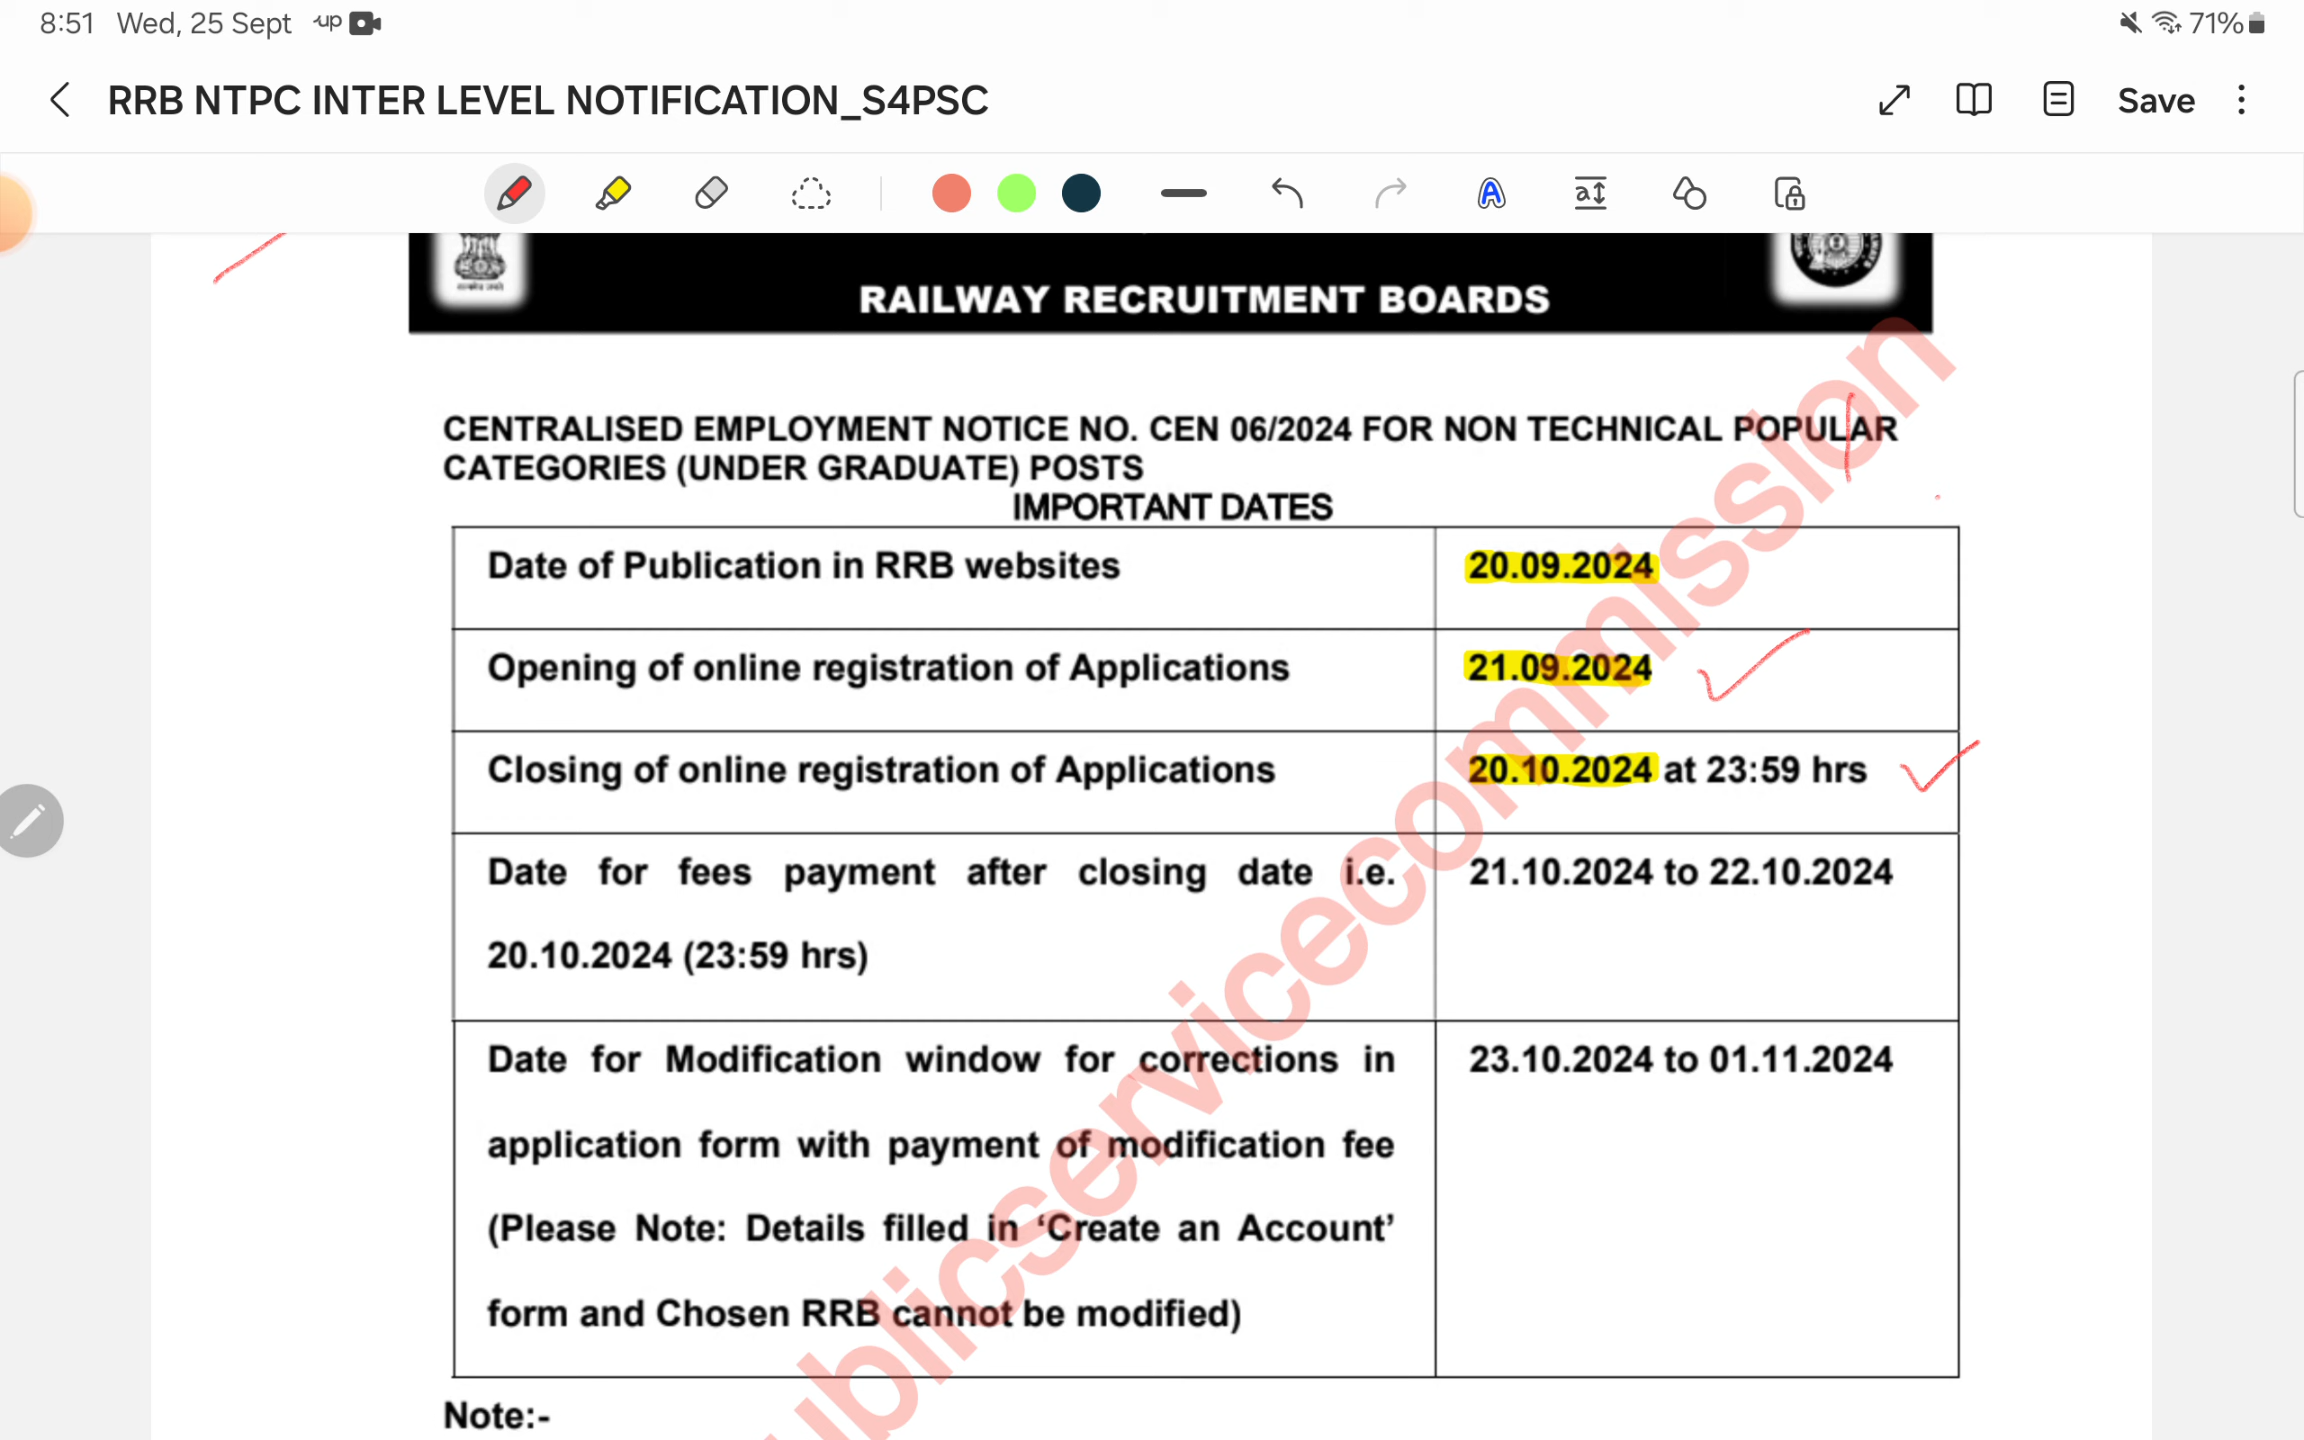 8:51 Wed, 25 Sept up 71%
RRB NTPC INTER LEVEL NOTIFICATION_S4PSC
Save
RAILWAY RECRUITMENT BOARDS
CENTRALISED EMPLOYMENT NOTICE NO. CEN 06/2024 FOR NON TECHNICAL POPULAR
CATEGORIES (UNDER GRADUATE) POSTS
IMPORTANT DATES
Date of Publication in RRB websites 20.09.2024
Opening of online registration of Applications 21.09.2024
Closing of online registration of Applications 20.10.2024 at 23:59 hrs
Date for fees payment after closing date i.e. 21.10.2024 to 22.10.2024
20.10.2024 (23:59 hrs)
Date for Modification window for corrections in 23.10.2024 to 01.11.2024
application form with payment of modification fee
(Please Note: Details filled in ‘Create an Account’
form and Chosen RRB cannot be modified)
Note:-
ublicservicecommission